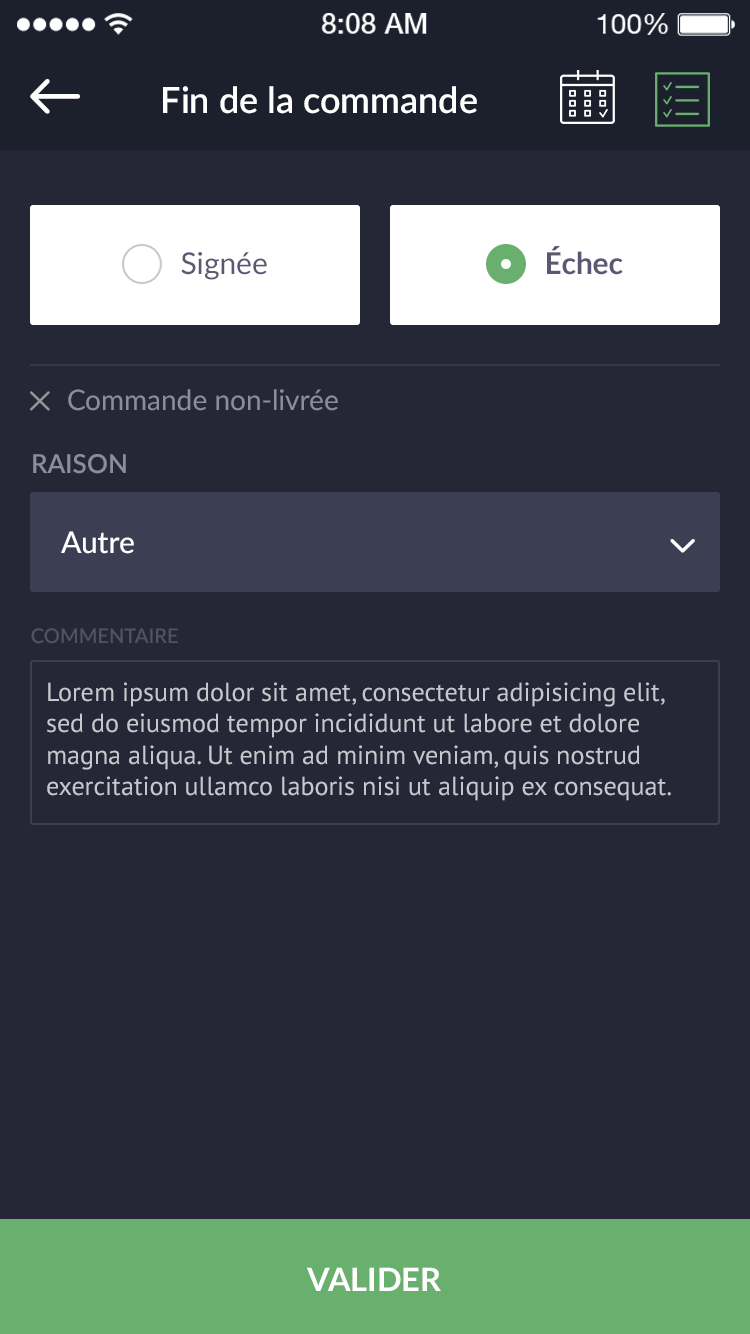 8:08 AM
100%
Fin de la commande
Signée
Échec
Commande non-livrée
RAISON
Autre
COMMENTAIRE
Lorem ipsum dolor sit amet, consectetur adipisicing elit,
sed do eiusmod tempor incididunt ut labore et dolore
magna aliqua. Ut enim ad minim veniam, quis nostrud
exercitation ullamco laboris nisi ut aliquip ex consequat.
VALIDER